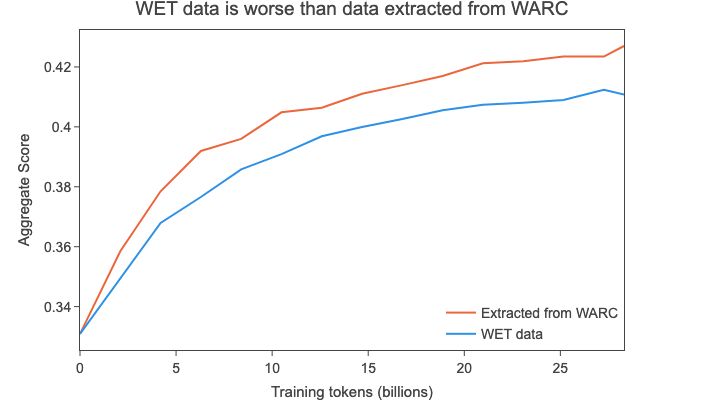 WET data is worse than data extracted from WARC
Aggregate Score
0.42
0.4
0.38
0.36
0.34
0
5
10
15
20
25
Training tokens (billions)
Extracted from WARC
WET data